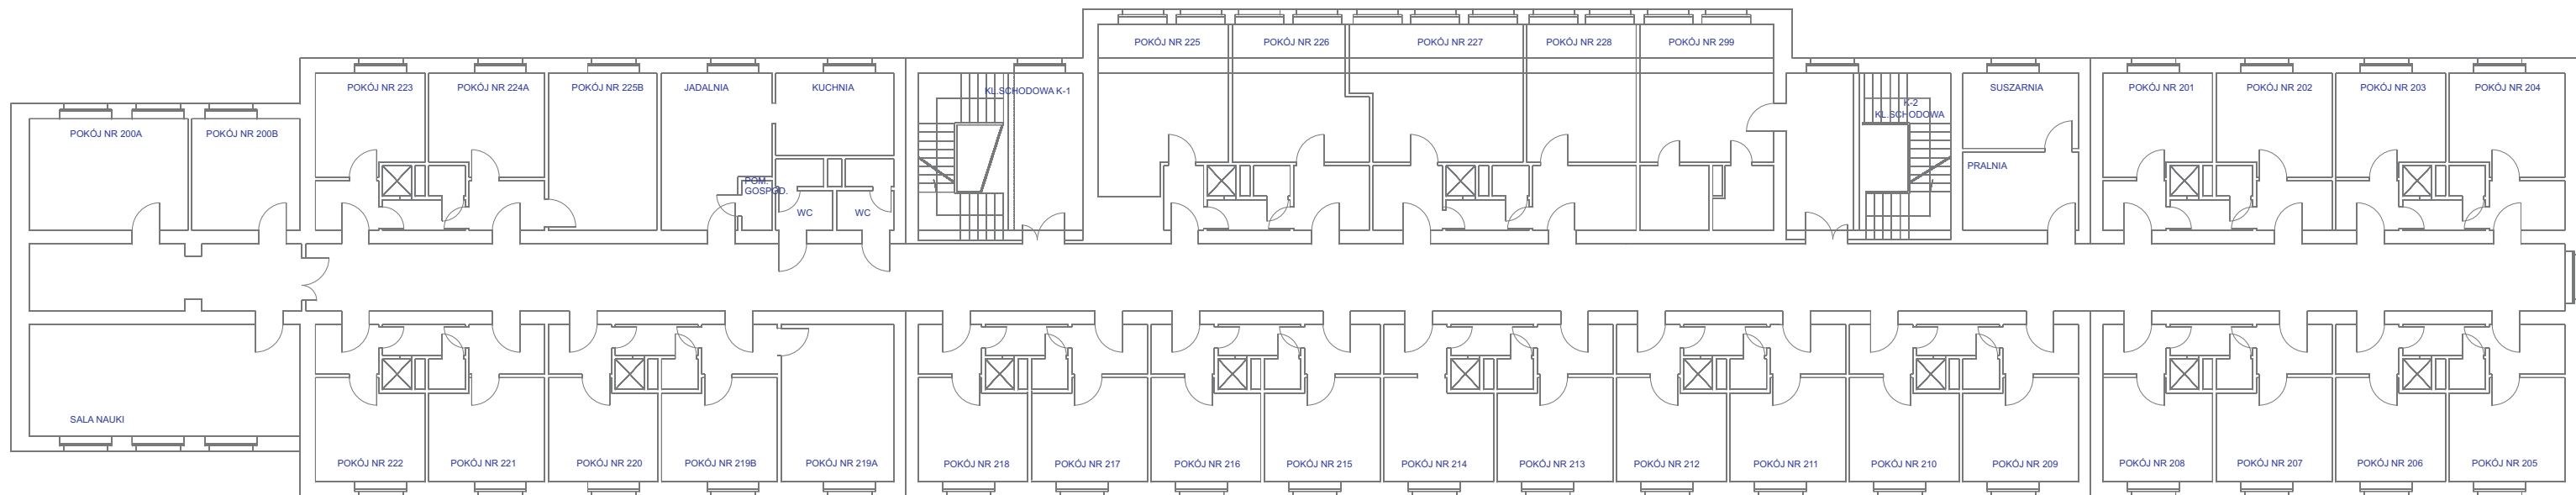 POKÓJ NR 225
POKÓJ NR 226
POKÓJ NR 227
POKÓJ NR 228
POKÓJ NR 299
POKÓJ NR 223
POKÓJ NR 224A
POKÓJ NR 225B
JADALNIA
KUCHNIA
KL.SCHODOWA K-1
K-2
KL.SCHODOWA
SUSZARNIA
POKÓJ NR 201
POKÓJ NR 202
POKÓJ NR 203
POKÓJ NR 204
POKÓJ NR 200A
POKÓJ NR 200B
PRALNIA
POM.
GOSPOD.
WC
WC
SALA NAUKI
POKÓJ NR 222
POKÓJ NR 221
POKÓJ NR 220
POKÓJ NR 219B
POKÓJ NR 219A
POKÓJ NR 218
POKÓJ NR 217
POKÓJ NR 216
POKÓJ NR 215
POKÓJ NR 214
POKÓJ NR 213
POKÓJ NR 212
POKÓJ NR 211
POKÓJ NR 210
POKÓJ NR 209
POKÓJ NR 208
POKÓJ NR 207
POKÓJ NR 206
POKÓJ NR 205